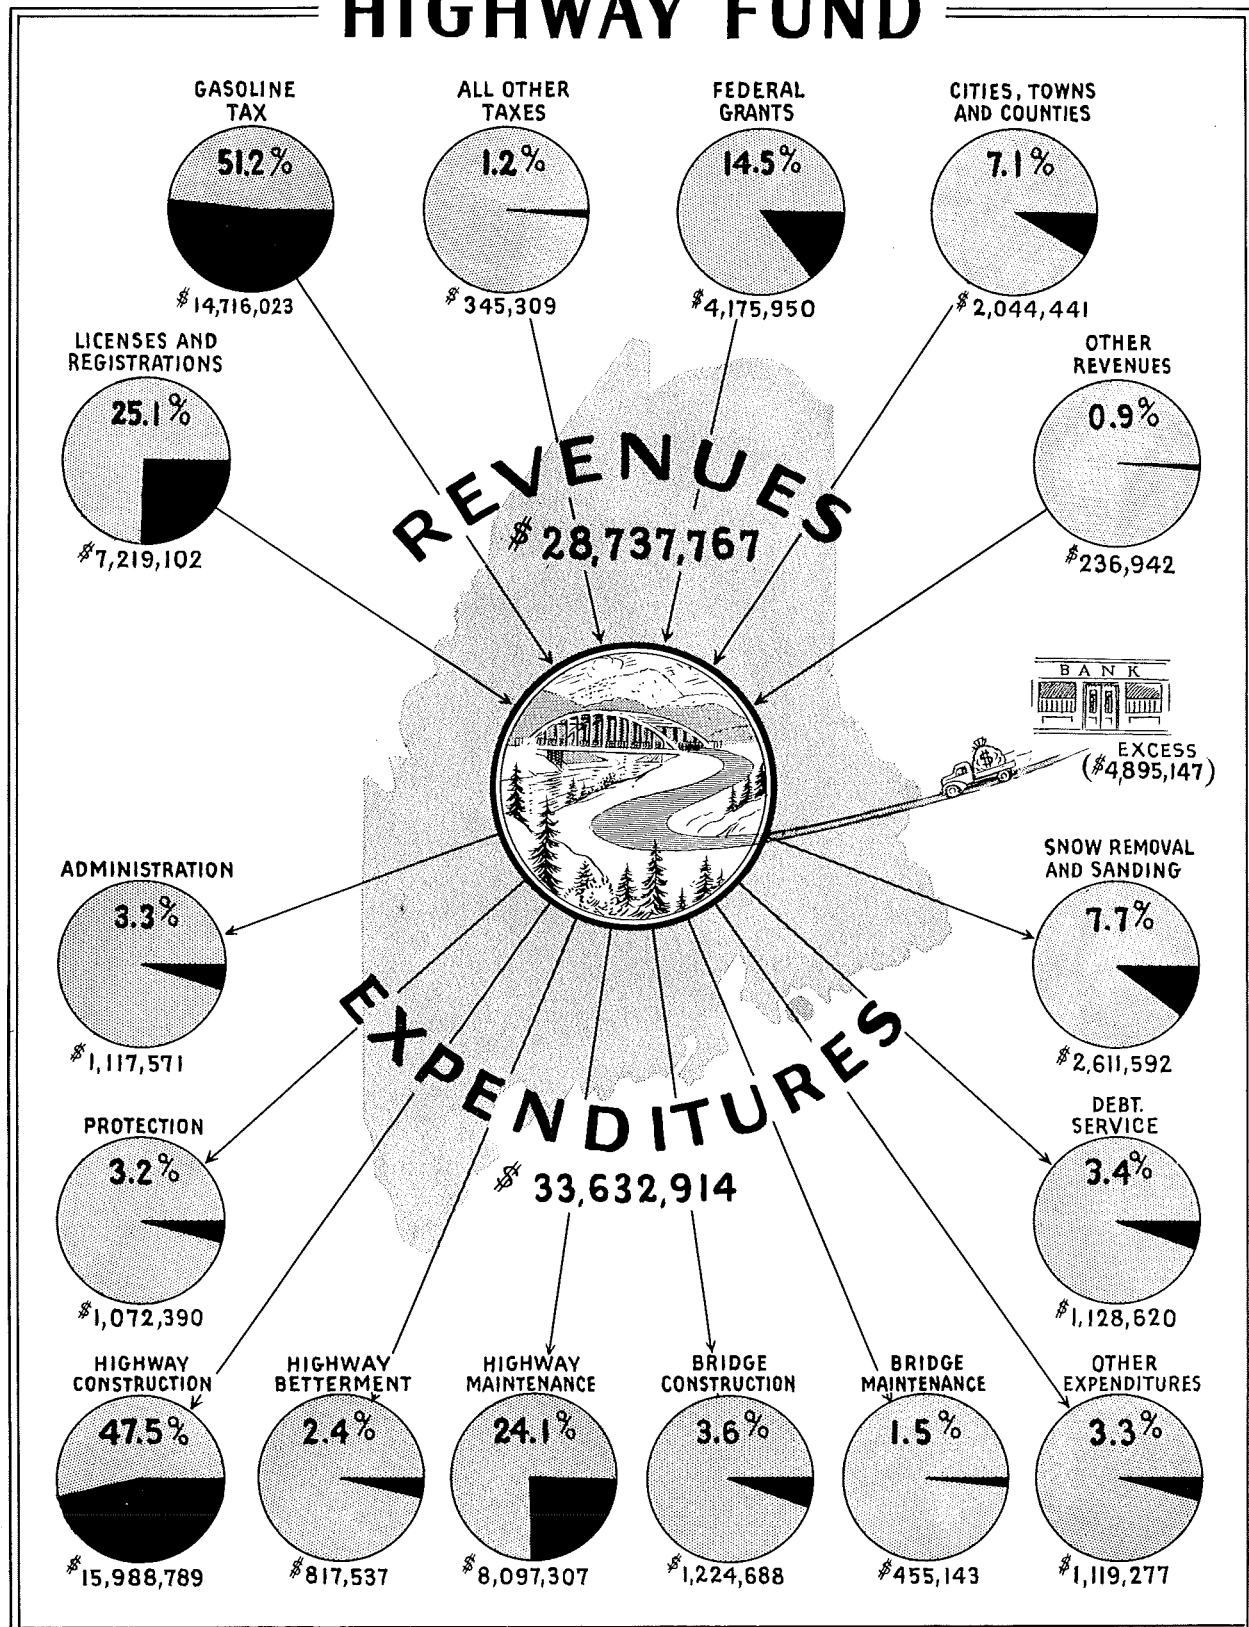 HIGHWAY FUND
GASOLINE
TAX
51.2%
$14,716,023
ALL OTHER
TAXES
1.2%
$345,309
FEDERAL
GRANTS
14.5%
$4,175,950
CITIES, TOWNS
AND COUNTIES
7.1%
$2,044,441
LICENSES AND
REGISTRATIONS
25.1%
$7,219,102
OTHER
REVENUES
0.9%
$236,942
REVENUES
$28,737,767
BANK
EXCESS
($4,895,147)
$
ADMINISTRATION
3.3%
$1,117,571
SNOW REMOVAL
AND SANDING
7.7%
$2,611,592
EXPENDITURES
$33,632,914
PROTECTION
3.2%
$1,072,390
DEBT.
SERVICE
3.4%
$1,128,620
HIGHWAY
CONSTRUCTION
47.5%
$15,988,789
HIGHWAY
BETTERMENT
2.4%
$817,537
HIGHWAY
MAINTENANCE
24.1%
$8,097,307
BRIDGE
CONSTRUCTION
3.6%
$1,224,688
BRIDGE
MAINTENANCE
1.5%
$455,143
OTHER
EXPENDITURES
3.3%
$1,119,277